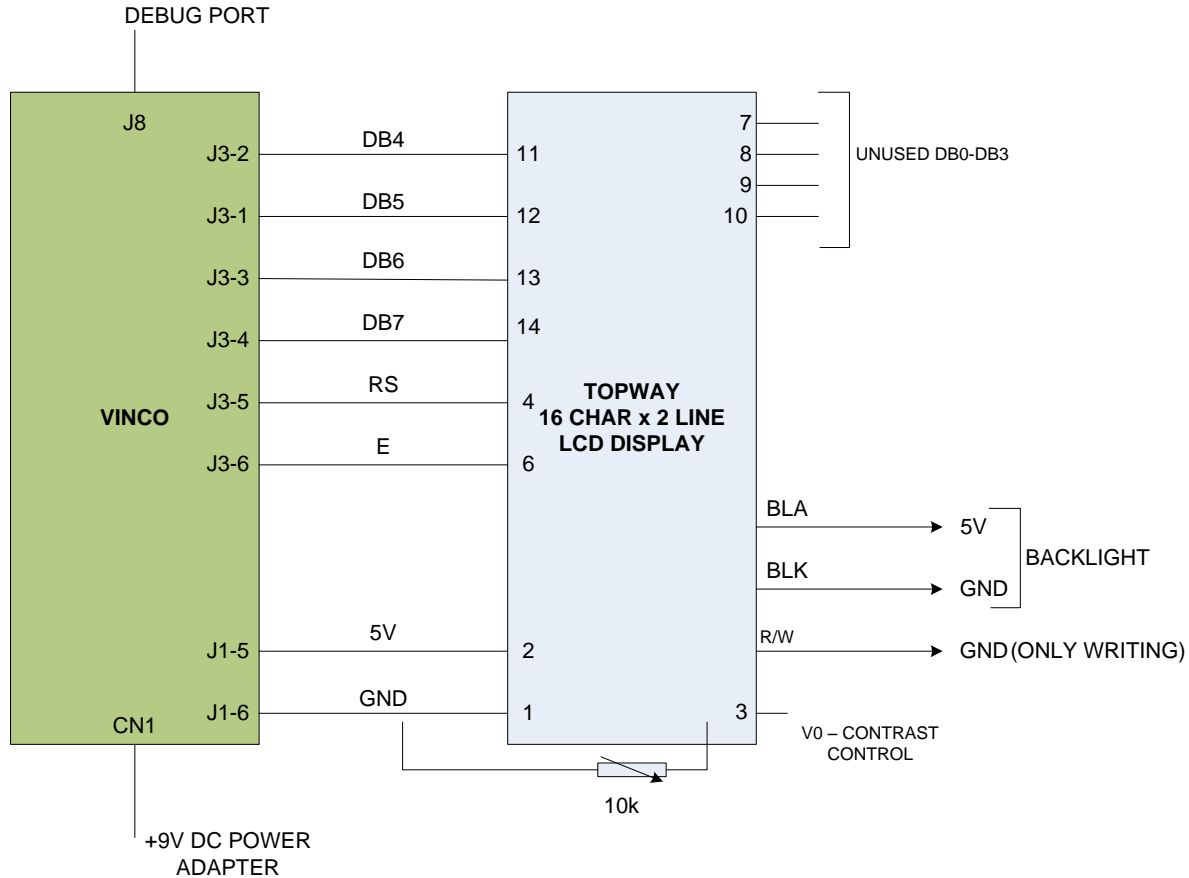 DEBUG PORT
J8
J3-2
DB4
11
J3-1
DB5
12
J3-3
DB6
13
J3-4
DB7
14
J3-5
RS
4
J3-6
E
6
VINCO
J1-5
5V
2
J1-6
GND
1
CN1
+9V DC POWER
ADAPTER
TOPWAY
16 CHAR x 2 LINE
LCD DISPLAY
7
8
9
10
UNUSED DB0-DB3
BLA
5V
BLK
GND
BACKLIGHT
R/W
GND (ONLY WRITING)
3
V0 – CONTRAST
CONTROL
10k